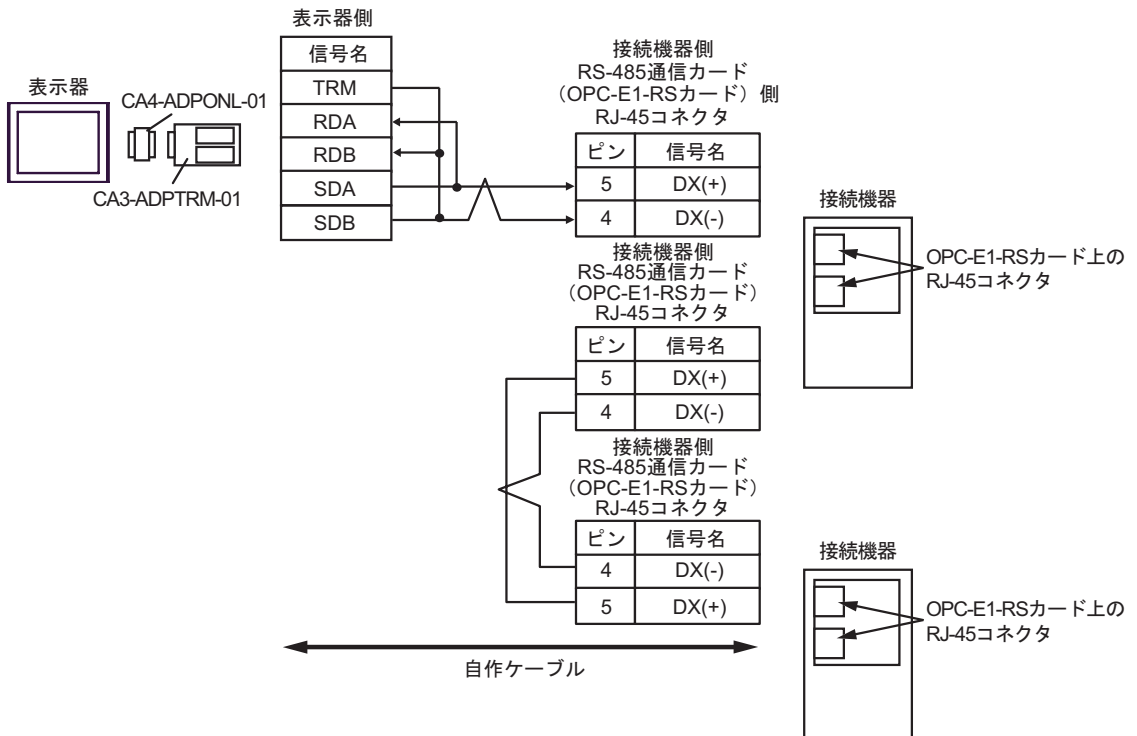 表示器
CA4-ADPONL-01
CA3-ADPTRM-01
表示器側
信号名
TRM
RDA
RDB
SDA
SDB
接続機器側
RS-485通信カード
（OPC-E1-RSカード）側
RJ-45コネクタ
ピン 信号名
5 DX(+)
4 DX(-)
接続機器側
RS-485通信カード
（OPC-E1-RSカード）
RJ-45コネクタ
ピン 信号名
5 DX(+)
4 DX(-)
接続機器側
RS-485通信カード
（OPC-E1-RSカード）
RJ-45コネクタ
ピン 信号名
4 DX(-)
5 DX(+)
自作ケーブル
接続機器
OPC-E1-RSカード上の
RJ-45コネクタ
接続機器
OPC-E1-RSカード上の
RJ-45コネクタ